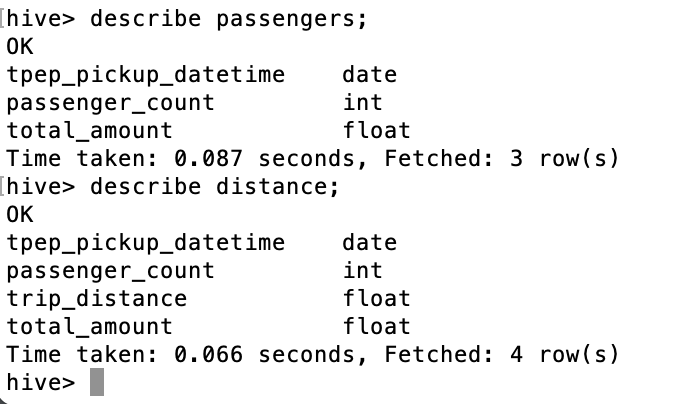 [hive> describe passengers;
OK
tpep_pickup_datetime    date
passenger_count         int
total_amount            float
Time taken: 0.087 seconds, Fetched: 3 row(s)
[hive> describe distance;
OK
tpep_pickup_datetime    date
passenger_count         int
trip_distance           float
total_amount            float
Time taken: 0.066 seconds, Fetched: 4 row(s)
hive>